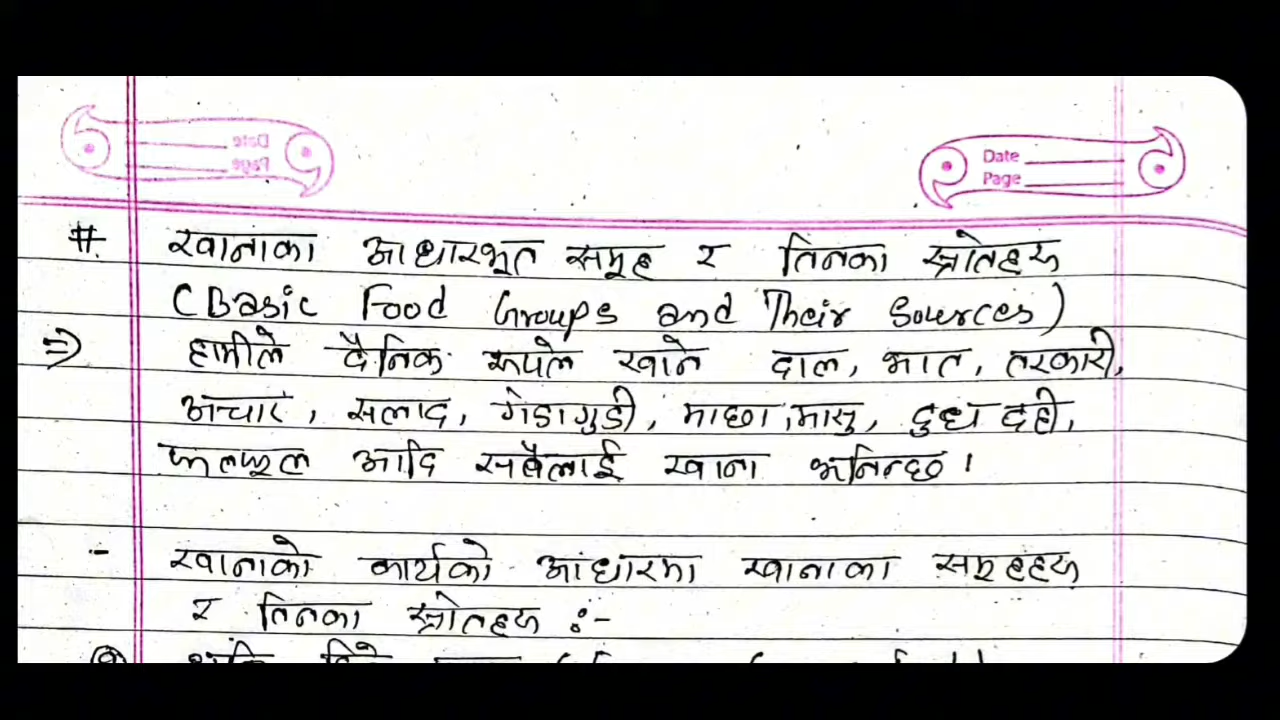 Date
Page
Date
Page
# खानाका आधारभूत समूह र तिनका स्रोतहरू
(Basic Food Groups and Their Sources)
⇒ हामीले दैनिक रूपले खाने दाल, भात, तरकारी,
अचार, सलाद, गेडागुडी, माछा, मासु, दुध दही,
फलफूल आदि सबैलाई खाना भनिन्छ ।
- खानाको कार्यको आधारमा खानाका समूहहरू
र तिनका स्रोतहरू :-